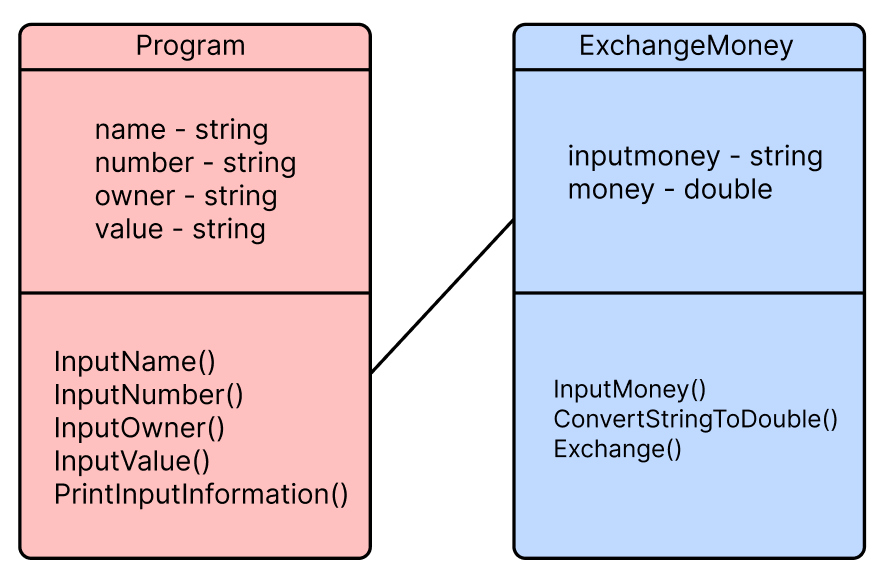 Program
name - string
number - string
owner - string
value - string
InputName()
InputNumber()
InputOwner()
InputValue()
PrintInputInformation()
ExchangeMoney
inputmoney - string
money - double
InputMoney()
ConvertStringToDouble()
Exchange()